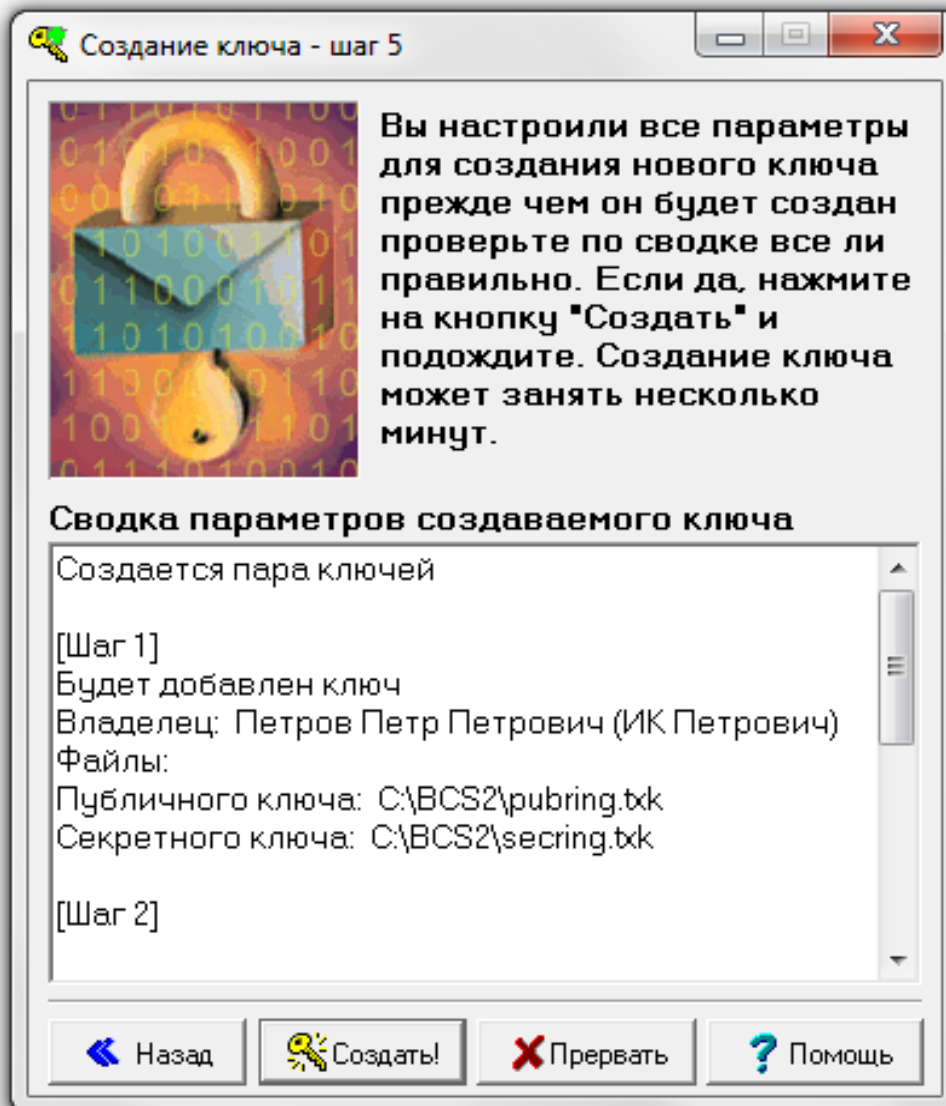 Создание ключа - шаг 5
Вы настроили все параметры
для создания нового ключа
прежде чем он будет создан
проверьте по сводке все ли
правильно. Если да, нажмите
на кнопку "Создать" и
подождите. Создание ключа
может занять несколько
минут.
Сводка параметров создаваемого ключа
Создается пара ключей
[Шаг 1]
Будет добавлен ключ
Владелец: Петров Петр Петрович (ИК Петрович)
Файлы:
Публичного ключа: C:\BCS2\pubring.txk
Секретного ключа: C:\BCS2\secring.txk
[Шаг 2]
Назад
Создать!
Прервать
Помощь